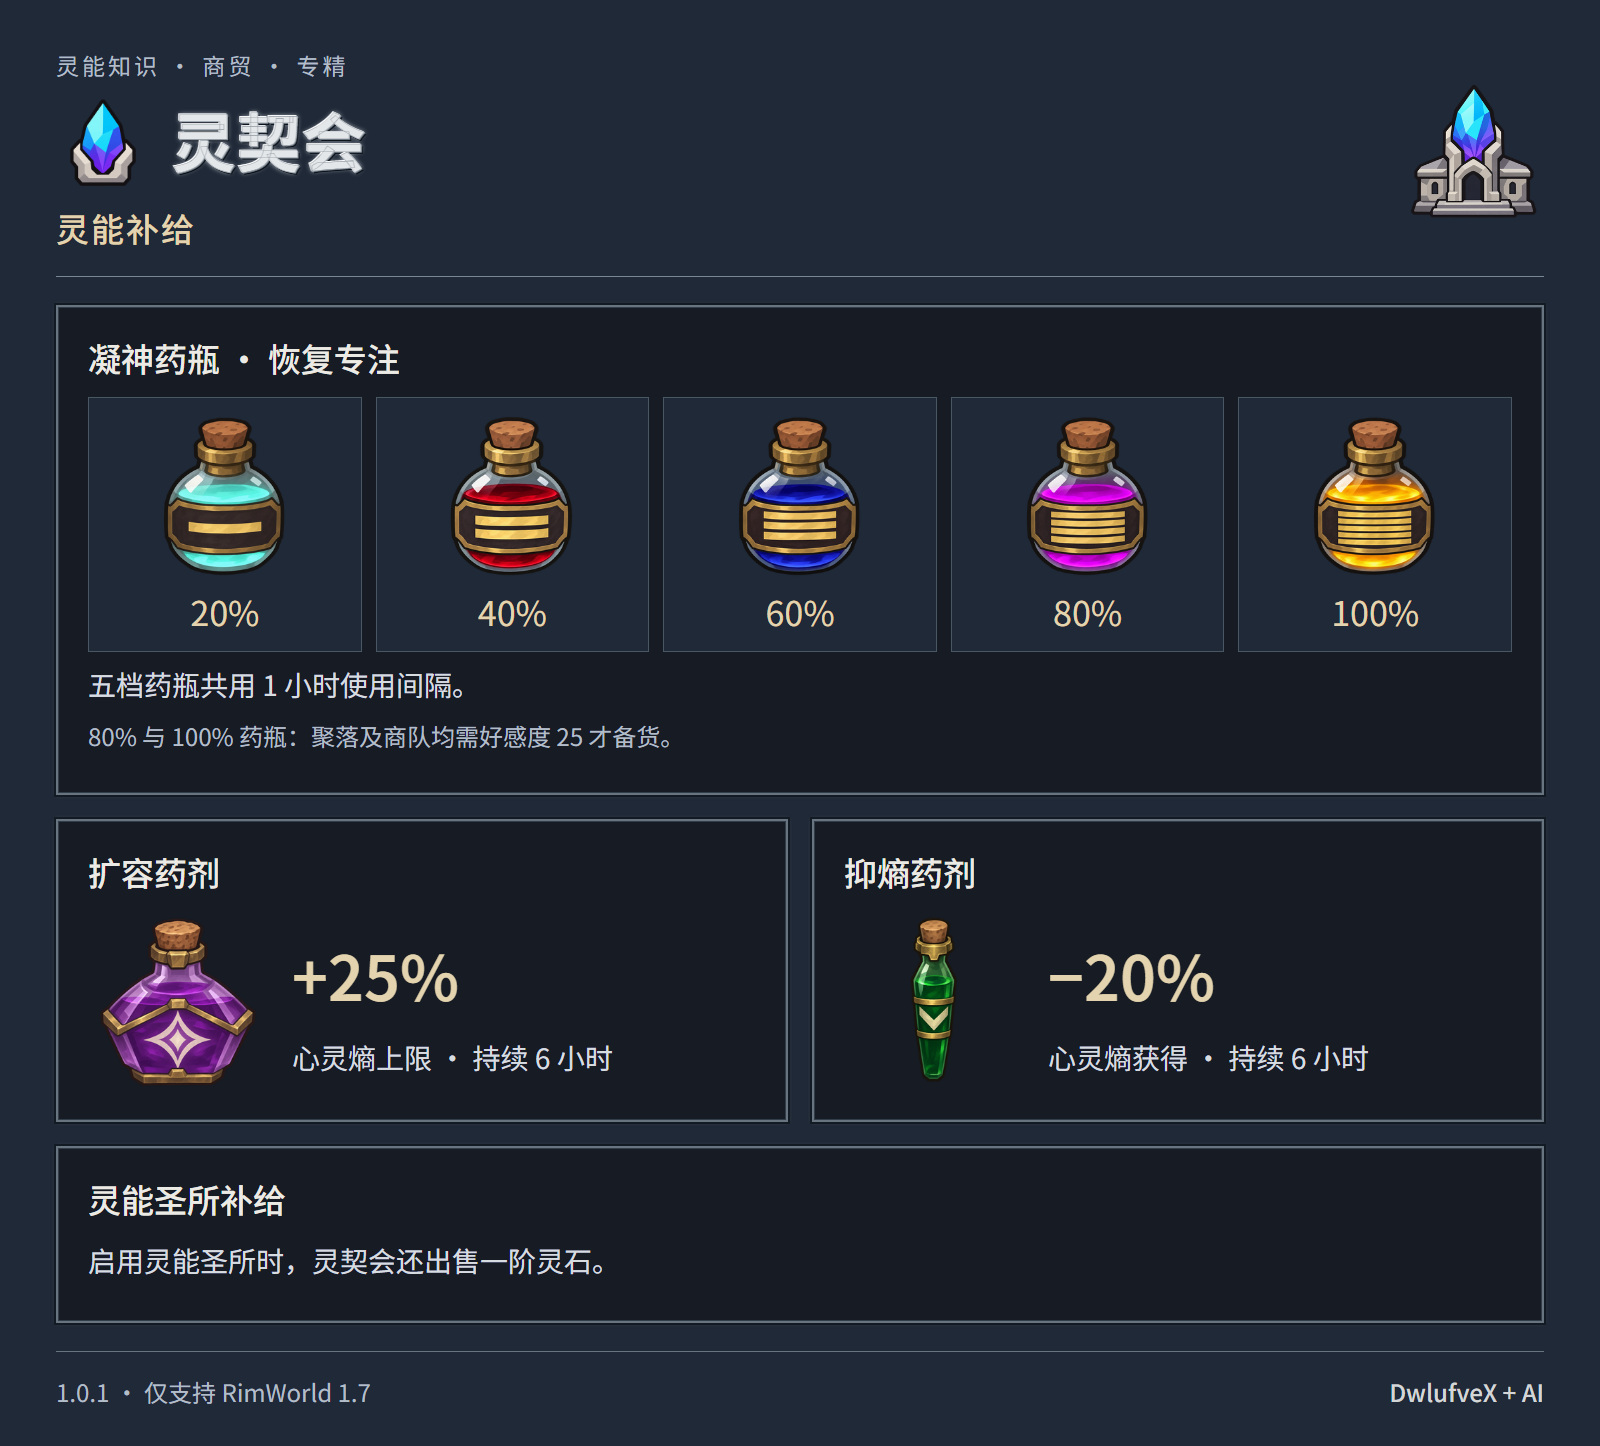 灵能知识 · 商贸 · 专精
灵契会
灵能补给
凝神药瓶 · 恢复专注
20%
40%
60%
80%
100%
五档药瓶共用 1 小时使用间隔。
80% 与 100% 药瓶：聚落及商队均需好感度 25 才备货。
扩容药剂
+25%
心灵熵上限 · 持续 6 小时
抑熵药剂
−20%
心灵熵获得 · 持续 6 小时
灵能圣所补给
启用灵能圣所时，灵契会还出售一阶灵石。
1.0.1 · 仅支持 RimWorld 1.7
DwlufveX + AI